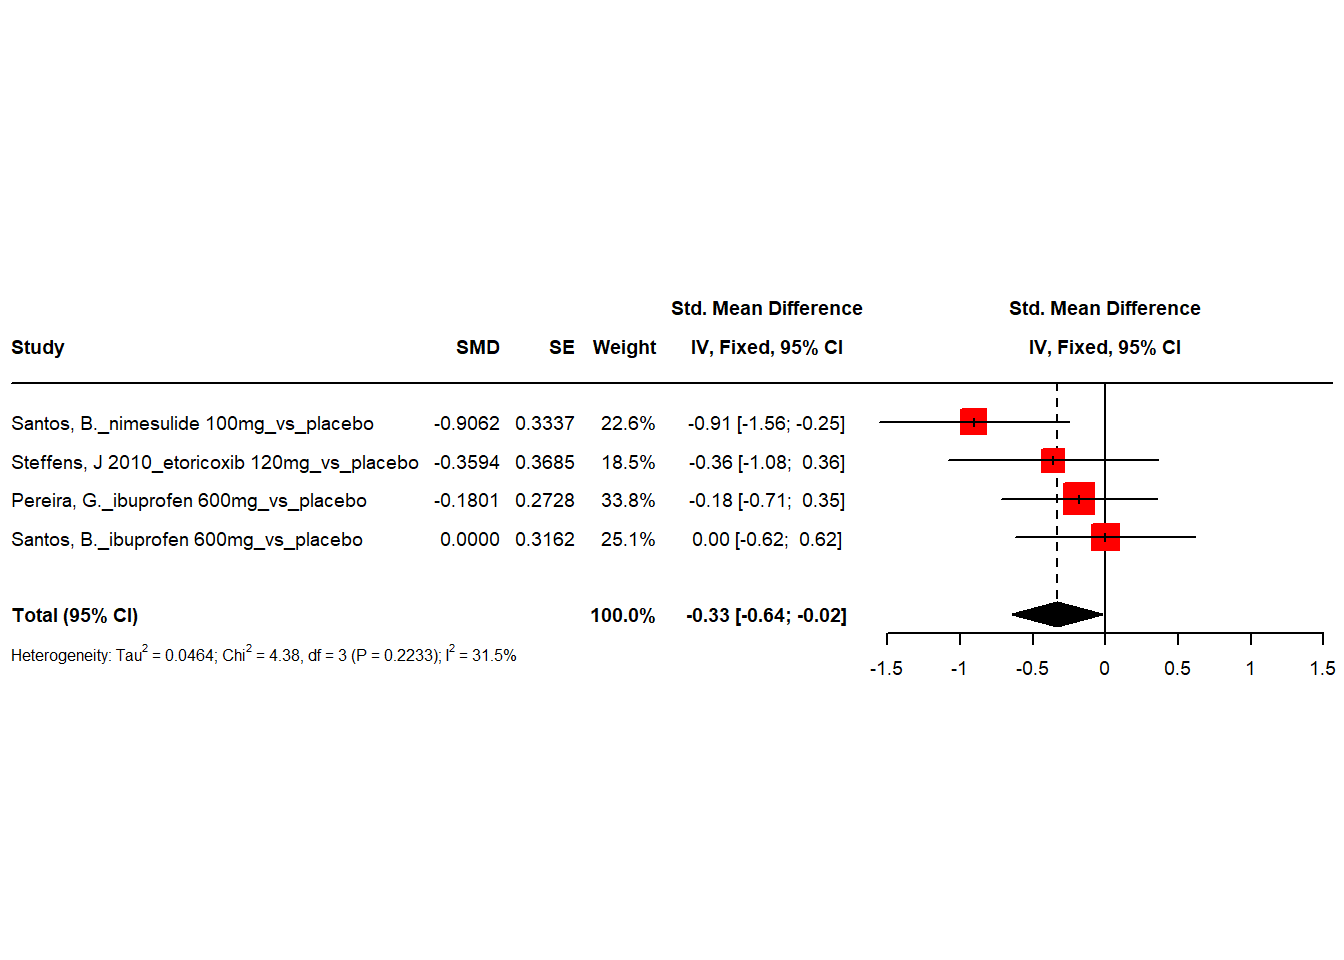 Std. Mean Difference Std. Mean Difference
Study SMD SE Weight IV, Fixed, 95% CI IV, Fixed, 95% CI
Santos, B._nimesulide 100mg_vs_placebo -0.9062 0.3337 22.6% -0.91 [-1.56; -0.25]
Steffens, J 2010_etoricoxib 120mg_vs_placebo -0.3594 0.3685 18.5% -0.36 [-1.08; 0.36]
Pereira, G._ibuprofen 600mg_vs_placebo -0.1801 0.2728 33.8% -0.18 [-0.71; 0.35]
Santos, B._ibuprofen 600mg_vs_placebo 0.0000 0.3162 25.1% 0.00 [-0.62; 0.62]
Total (95% CI) 100.0% -0.33 [-0.64; -0.02]
Heterogeneity: Tau² = 0.0464; Chi² = 4.38, df = 3 (P = 0.2233); I² = 31.5%
-1.5 -1 -0.5 0 0.5 1 1.5